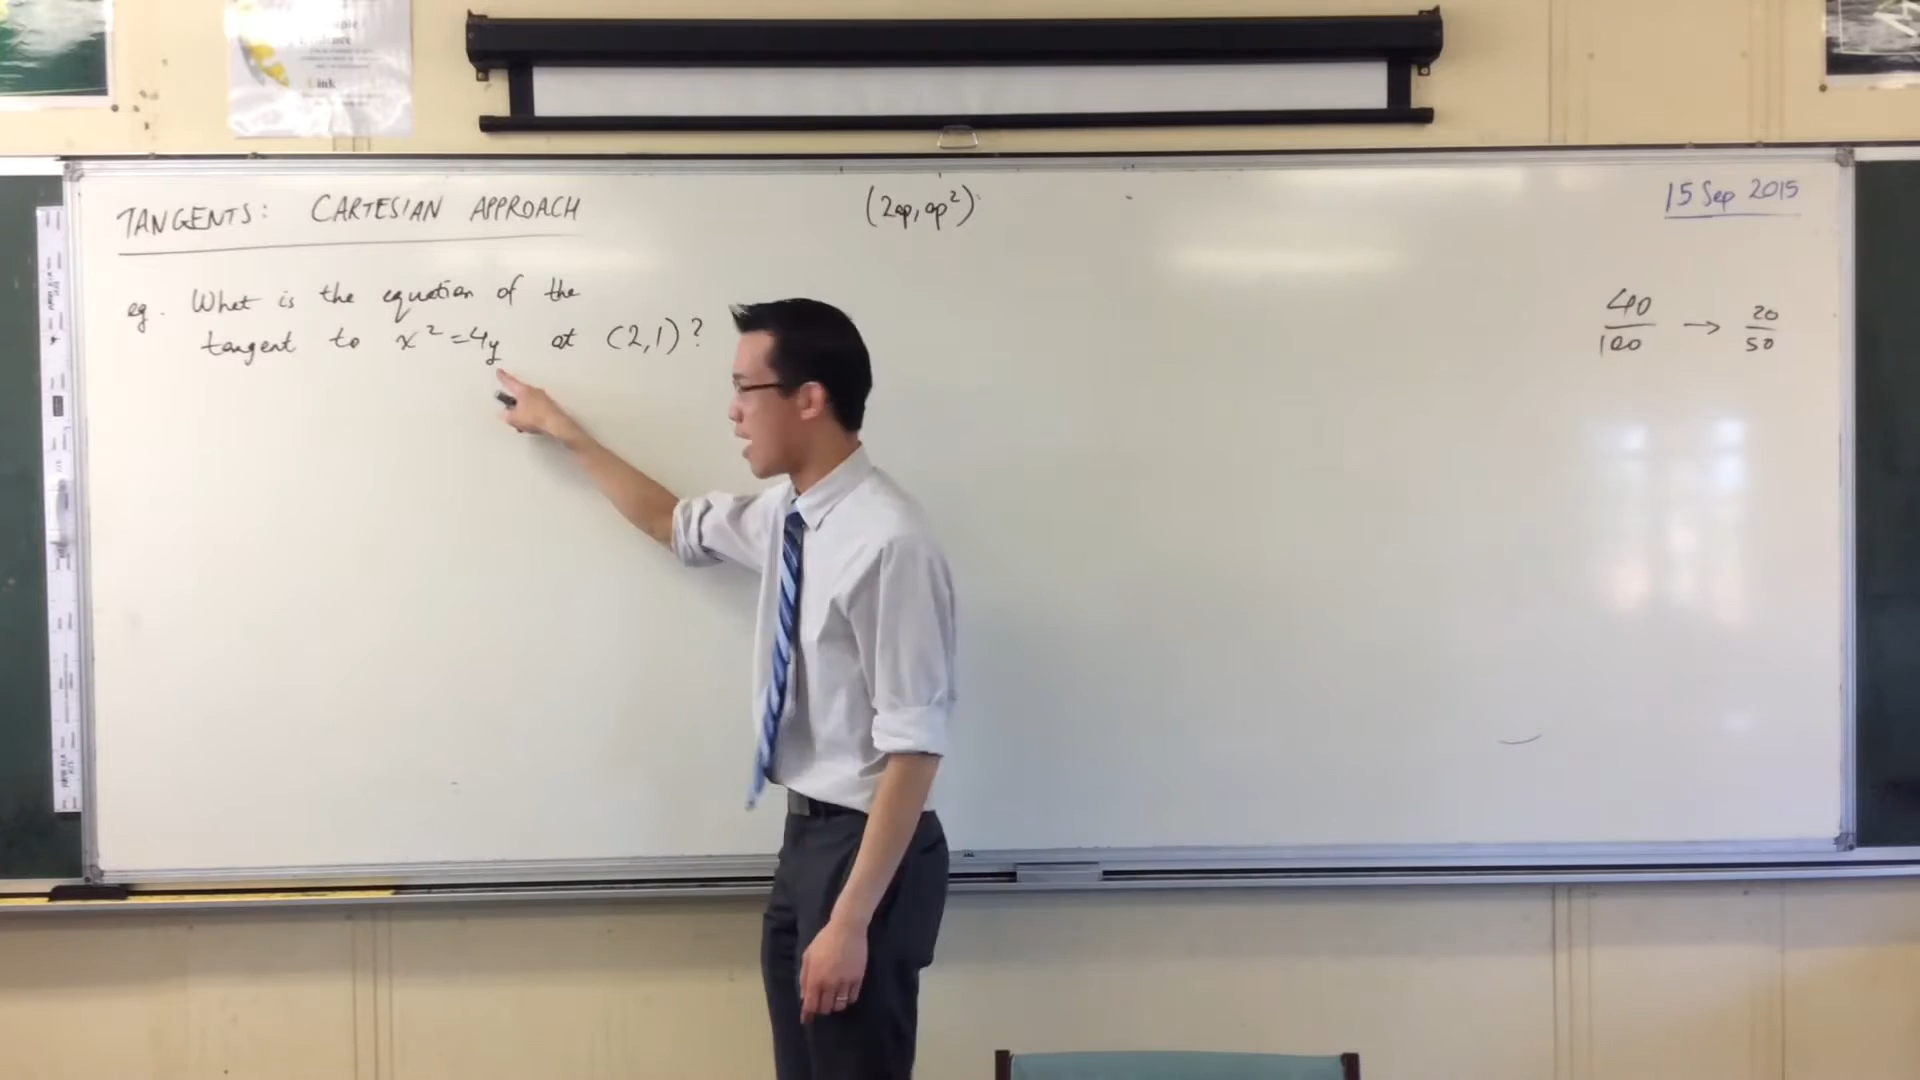 TANGENTS: CARTESIAN APPROACH
(2ap, ap²)
15 Sep 2015
eg. What is the equation of the
tangent to x² = 4y at (2,1)?
40/100 → 20/50
ink